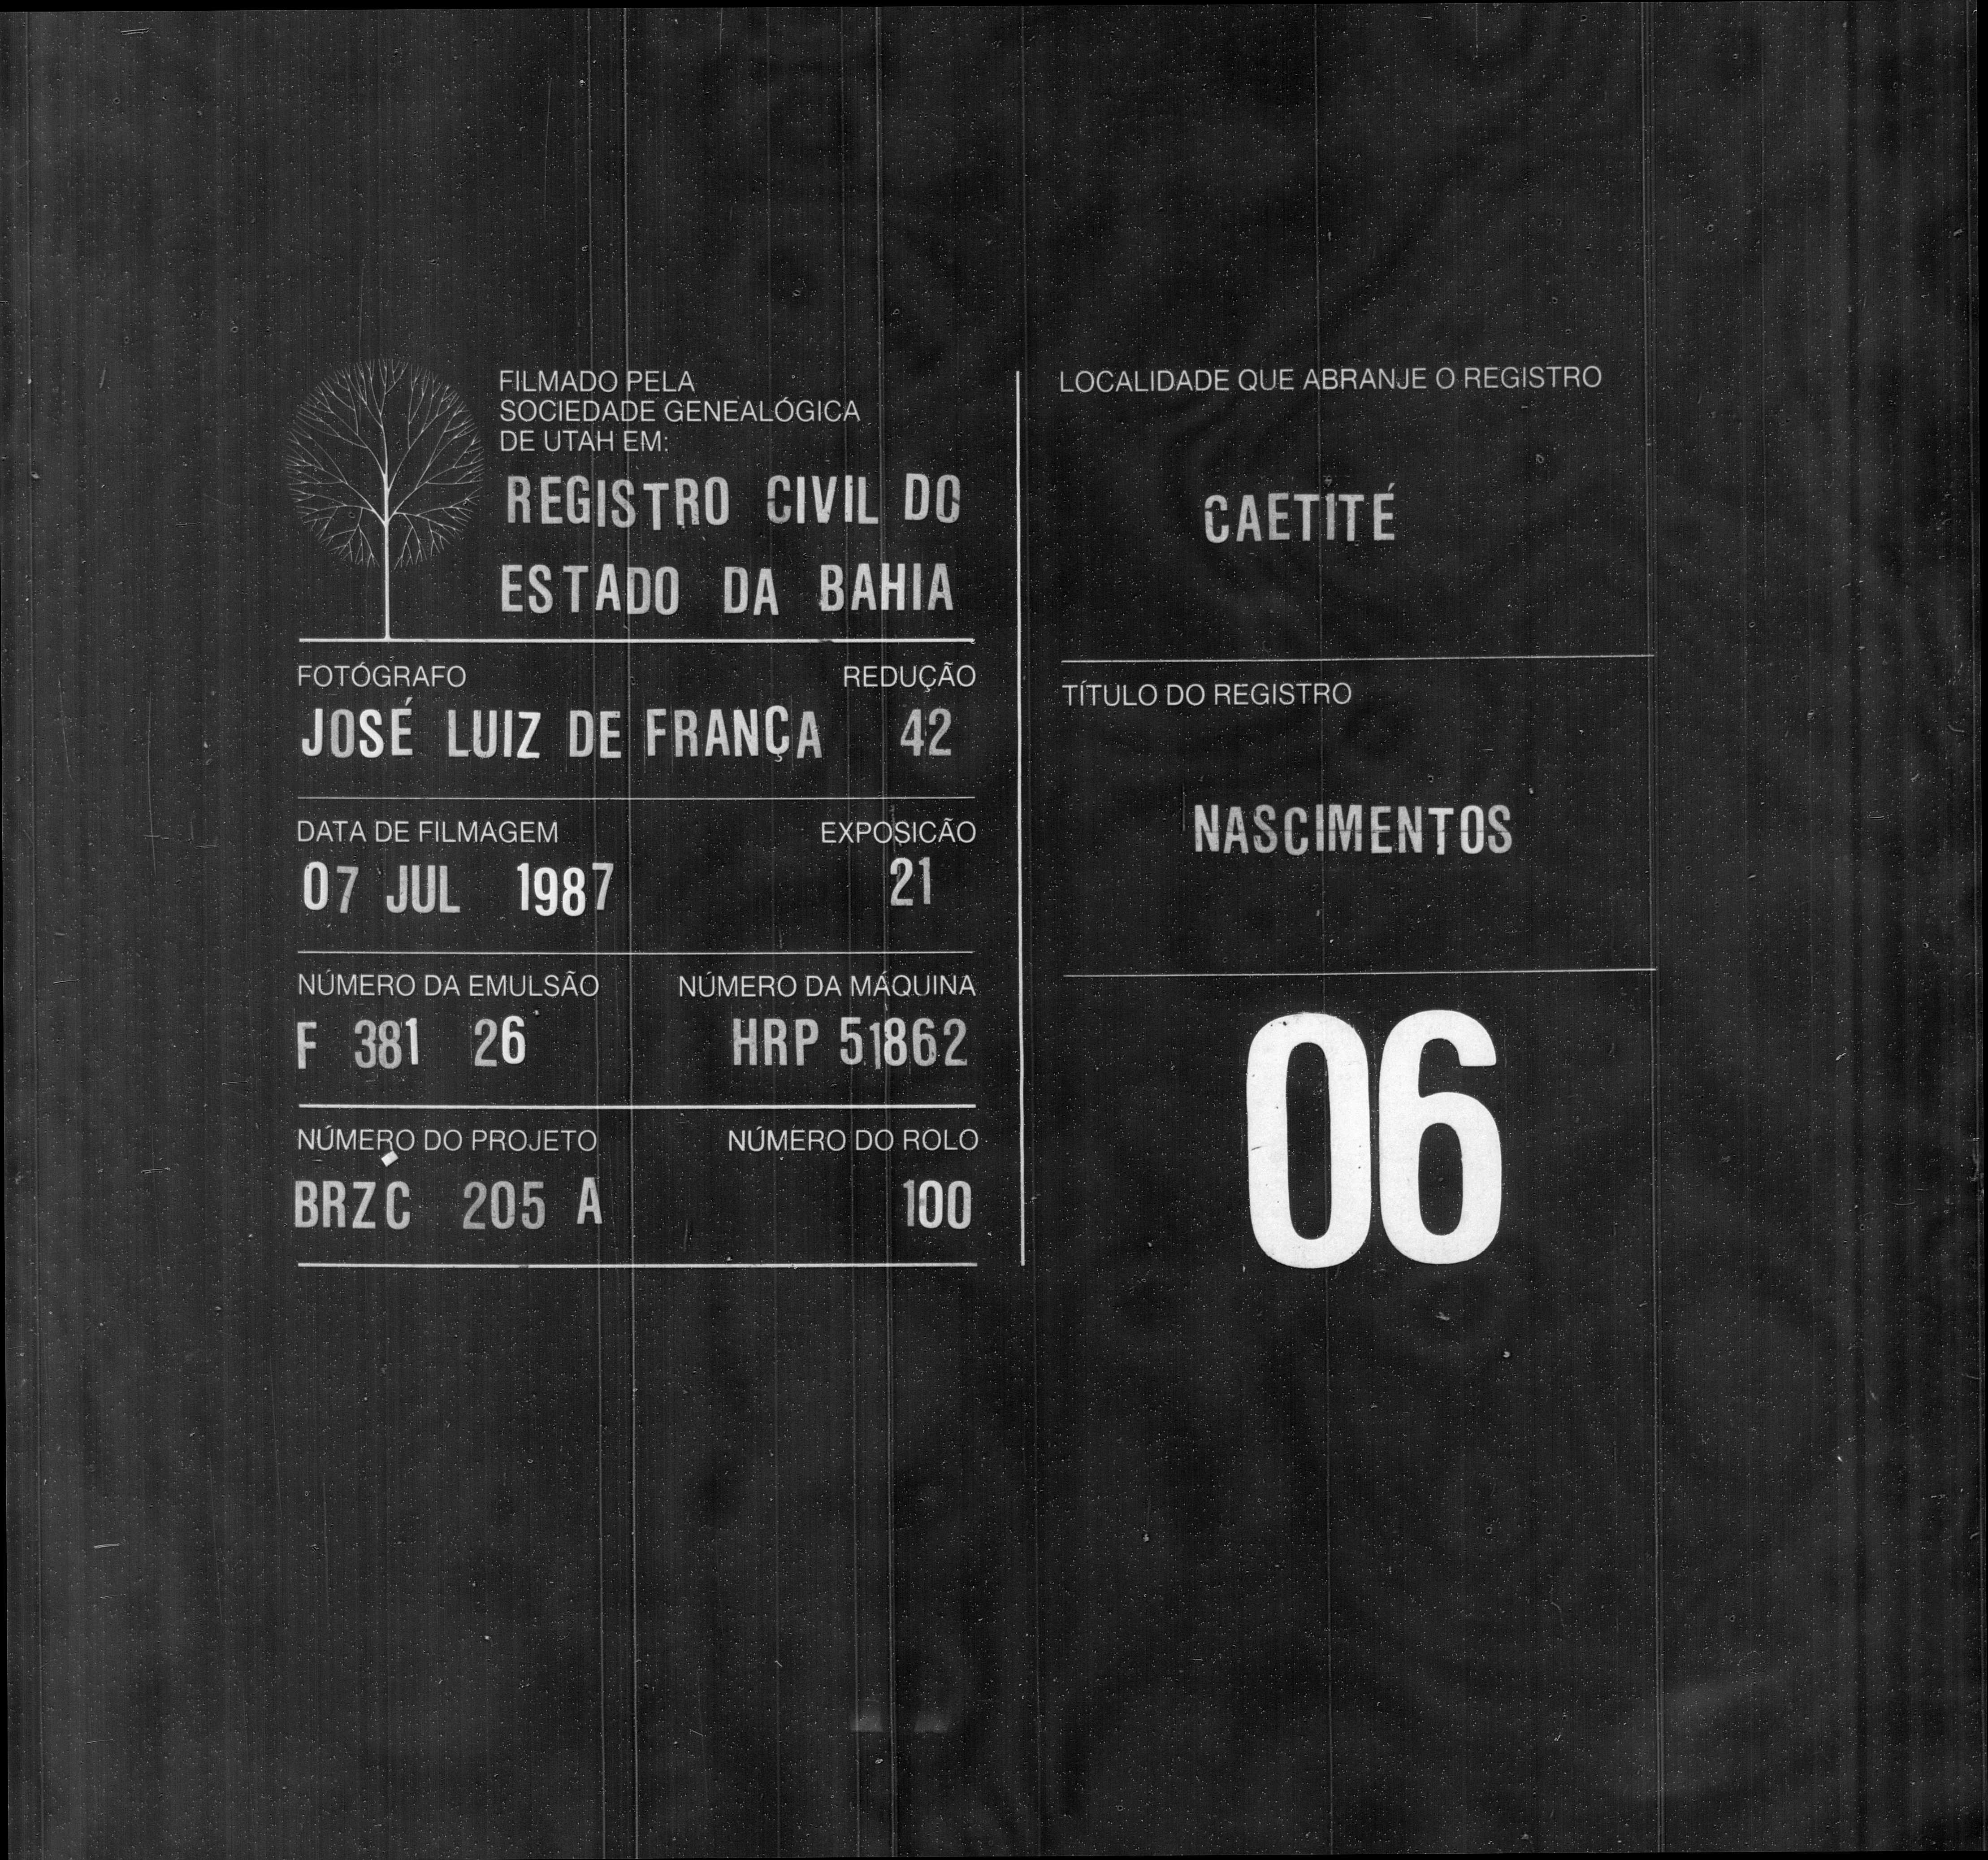 FILMADO PELA
SOCIEDADE GENEALÓGICA
DE UTAH EM:
REGISTRO CIVIL DO
ESTADO DA BAHIA
FOTÓGRAFO REDUÇÃO
JOSÉ LUIZ DE FRANÇA 42
DATA DE FILMAGEM EXPOSICÃO
07 JUL 1987 21
NÚMERO DA EMULSÃO NÚMERO DA MÁQUINA
F 381 26 HRP 51862
NÚMERO DO PROJETO NÚMERO DO ROLO
BRZC 205 A 100
LOCALIDADE QUE ABRANJE O REGISTRO
CAETITÉ
TÍTULO DO REGISTRO
NASCIMENTOS
06